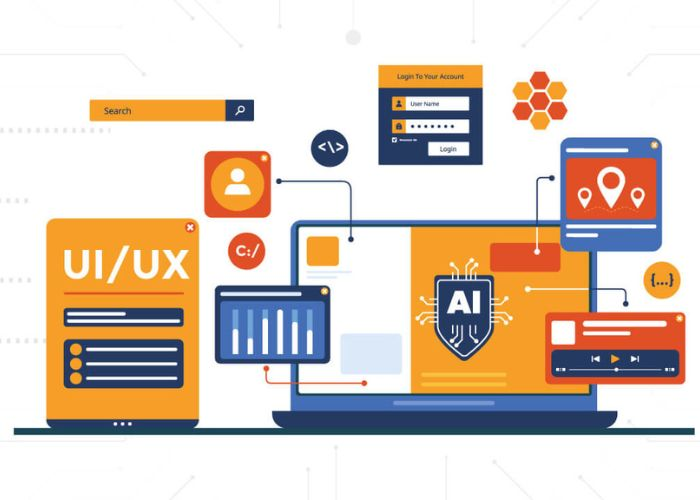 Login To Your Account
Search
User Name
</>
Login
UI/UX
C:/
{...}
AI